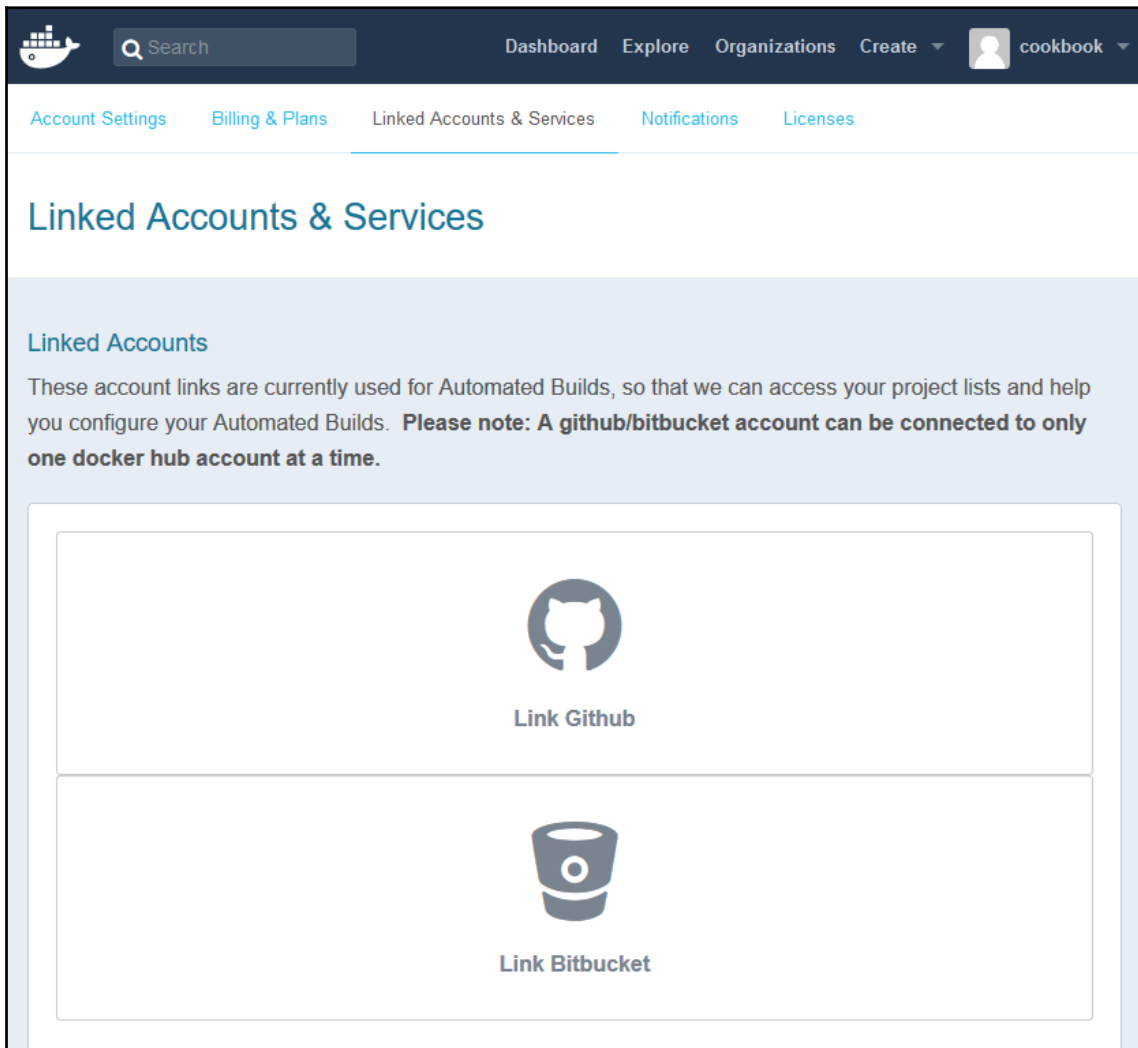 Search Dashboard Explore Organizations Create cookbook
Account Settings Billing & Plans Linked Accounts & Services Notifications Licenses
Linked Accounts & Services
Linked Accounts
These account links are currently used for Automated Builds, so that we can access your project lists and help
you configure your Automated Builds. Please note: A github/bitbucket account can be connected to only
one docker hub account at a time.
Link Github
Link Bitbucket